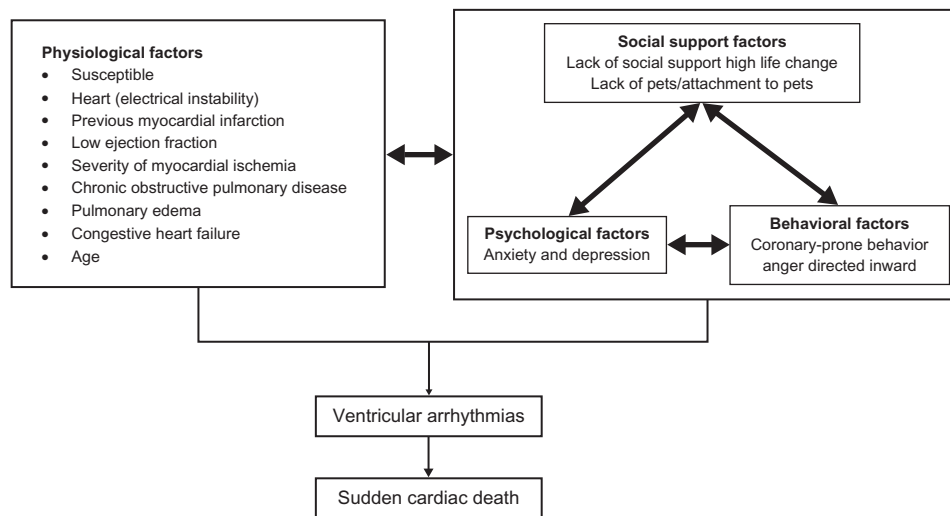 Physiological factors
• Susceptible
• Heart (electrical instability)
• Previous myocardial infarction
• Low ejection fraction
• Severity of myocardial ischemia
• Chronic obstructive pulmonary disease
• Pulmonary edema
• Congestive heart failure
• Age
Social support factors
Lack of social support high life change
Lack of pets/attachment to pets
Psychological factors
Anxiety and depression
Behavioral factors
Coronary-prone behavior
anger directed inward
Ventricular arrhythmias
Sudden cardiac death